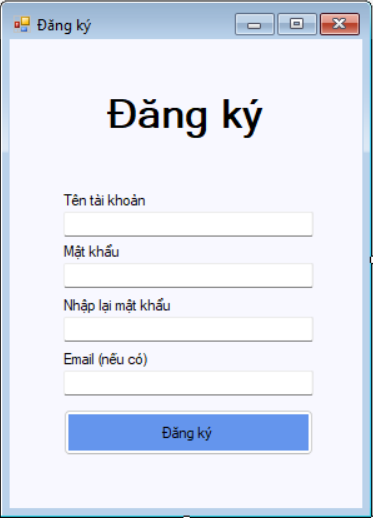 Đăng ký
Đăng ký
Tên tài khoản
Mật khẩu
Nhập lại mật khẩu
Email (nếu có)
Đăng ký